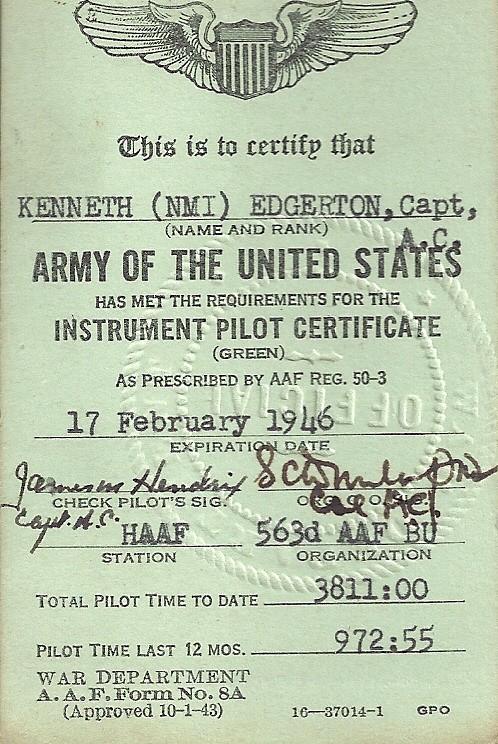 This is to certify that
KENNETH (NMI) EDGERTON, Capt,
A.C.
(NAME AND RANK)
ARMY OF THE UNITED STATES
HAS MET THE REQUIREMENTS FOR THE
INSTRUMENT PILOT CERTIFICATE
(GREEN)
AS PRESCRIBED BY AAF REG. 50-3
17 February 1946
EXPIRATION DATE
Jameson Hendrix
CHECK PILOT'S SIG.
Capt. A.C.
HAAF 563d AAF BU
STATION ORGANIZATION
TOTAL PILOT TIME TO DATE 3811:00
PILOT TIME LAST 12 MOS. 972:55
WAR DEPARTMENT
A. A. F. Form No. 8A
(Approved 10-1-43) 16—37014-1 GPO
OFFICIAL